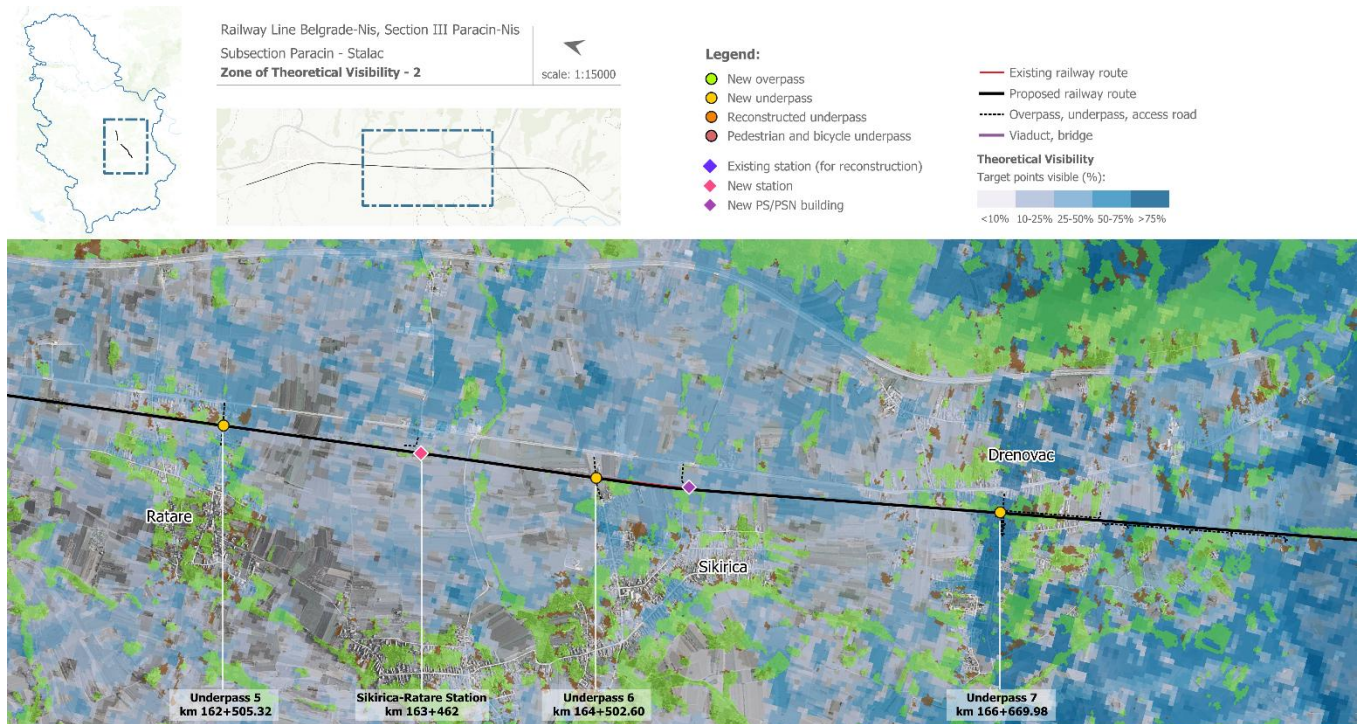 Railway Line Belgrade-Nis, Section III Paracin-Nis
Subsection Paracin - Stalac
Zone of Theoretical Visibility - 2
scale: 1:15000
Legend:
New overpass
New underpass
Reconstructed underpass
Pedestrian and bicycle underpass
Existing station (for reconstruction)
New station
New PS/PSN building
Existing railway route
Proposed railway route
Overpass, underpass, access road
Viaduct, bridge
Theoretical Visibility
Target points visible (%):
<10% 10-25% 25-50% 50-75% >75%
Drenovac
Ratare
Sikirica
Underpass 5
km 162+505.32
Sikirica-Ratare Station
km 163+462
Underpass 6
km 164+502.60
Underpass 7
km 166+669.98